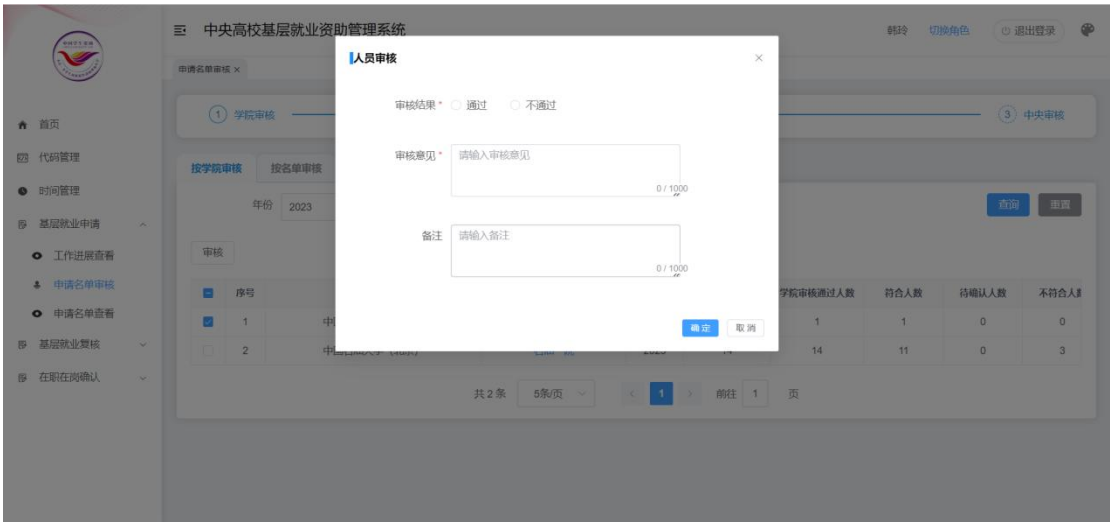 中央高校基层就业资助管理系统
韩玲 切换角色 退出登录
申请名单审核 ×
首页
代码管理
时间管理
基层就业申请
工作进展查看
申请名单审核
申请名单查看
基层就业复核
在职在岗确认
1 学院审核
3 中央审核
按学院审核 按名单审核
年份 2023
查询 重置
审核
序号 学院审核通过人数 符合人数 待确认人数 不符合人数
1 1 1 0 0
2 14 11 0 3
共 2 条 5条/页 < 1 > 前往 1 页
人员审核 ×
审核结果 * 通过 不通过
审核意见 * 请输入审核意见
0 / 1000
备注 请输入备注
0 / 1000
确定 取消